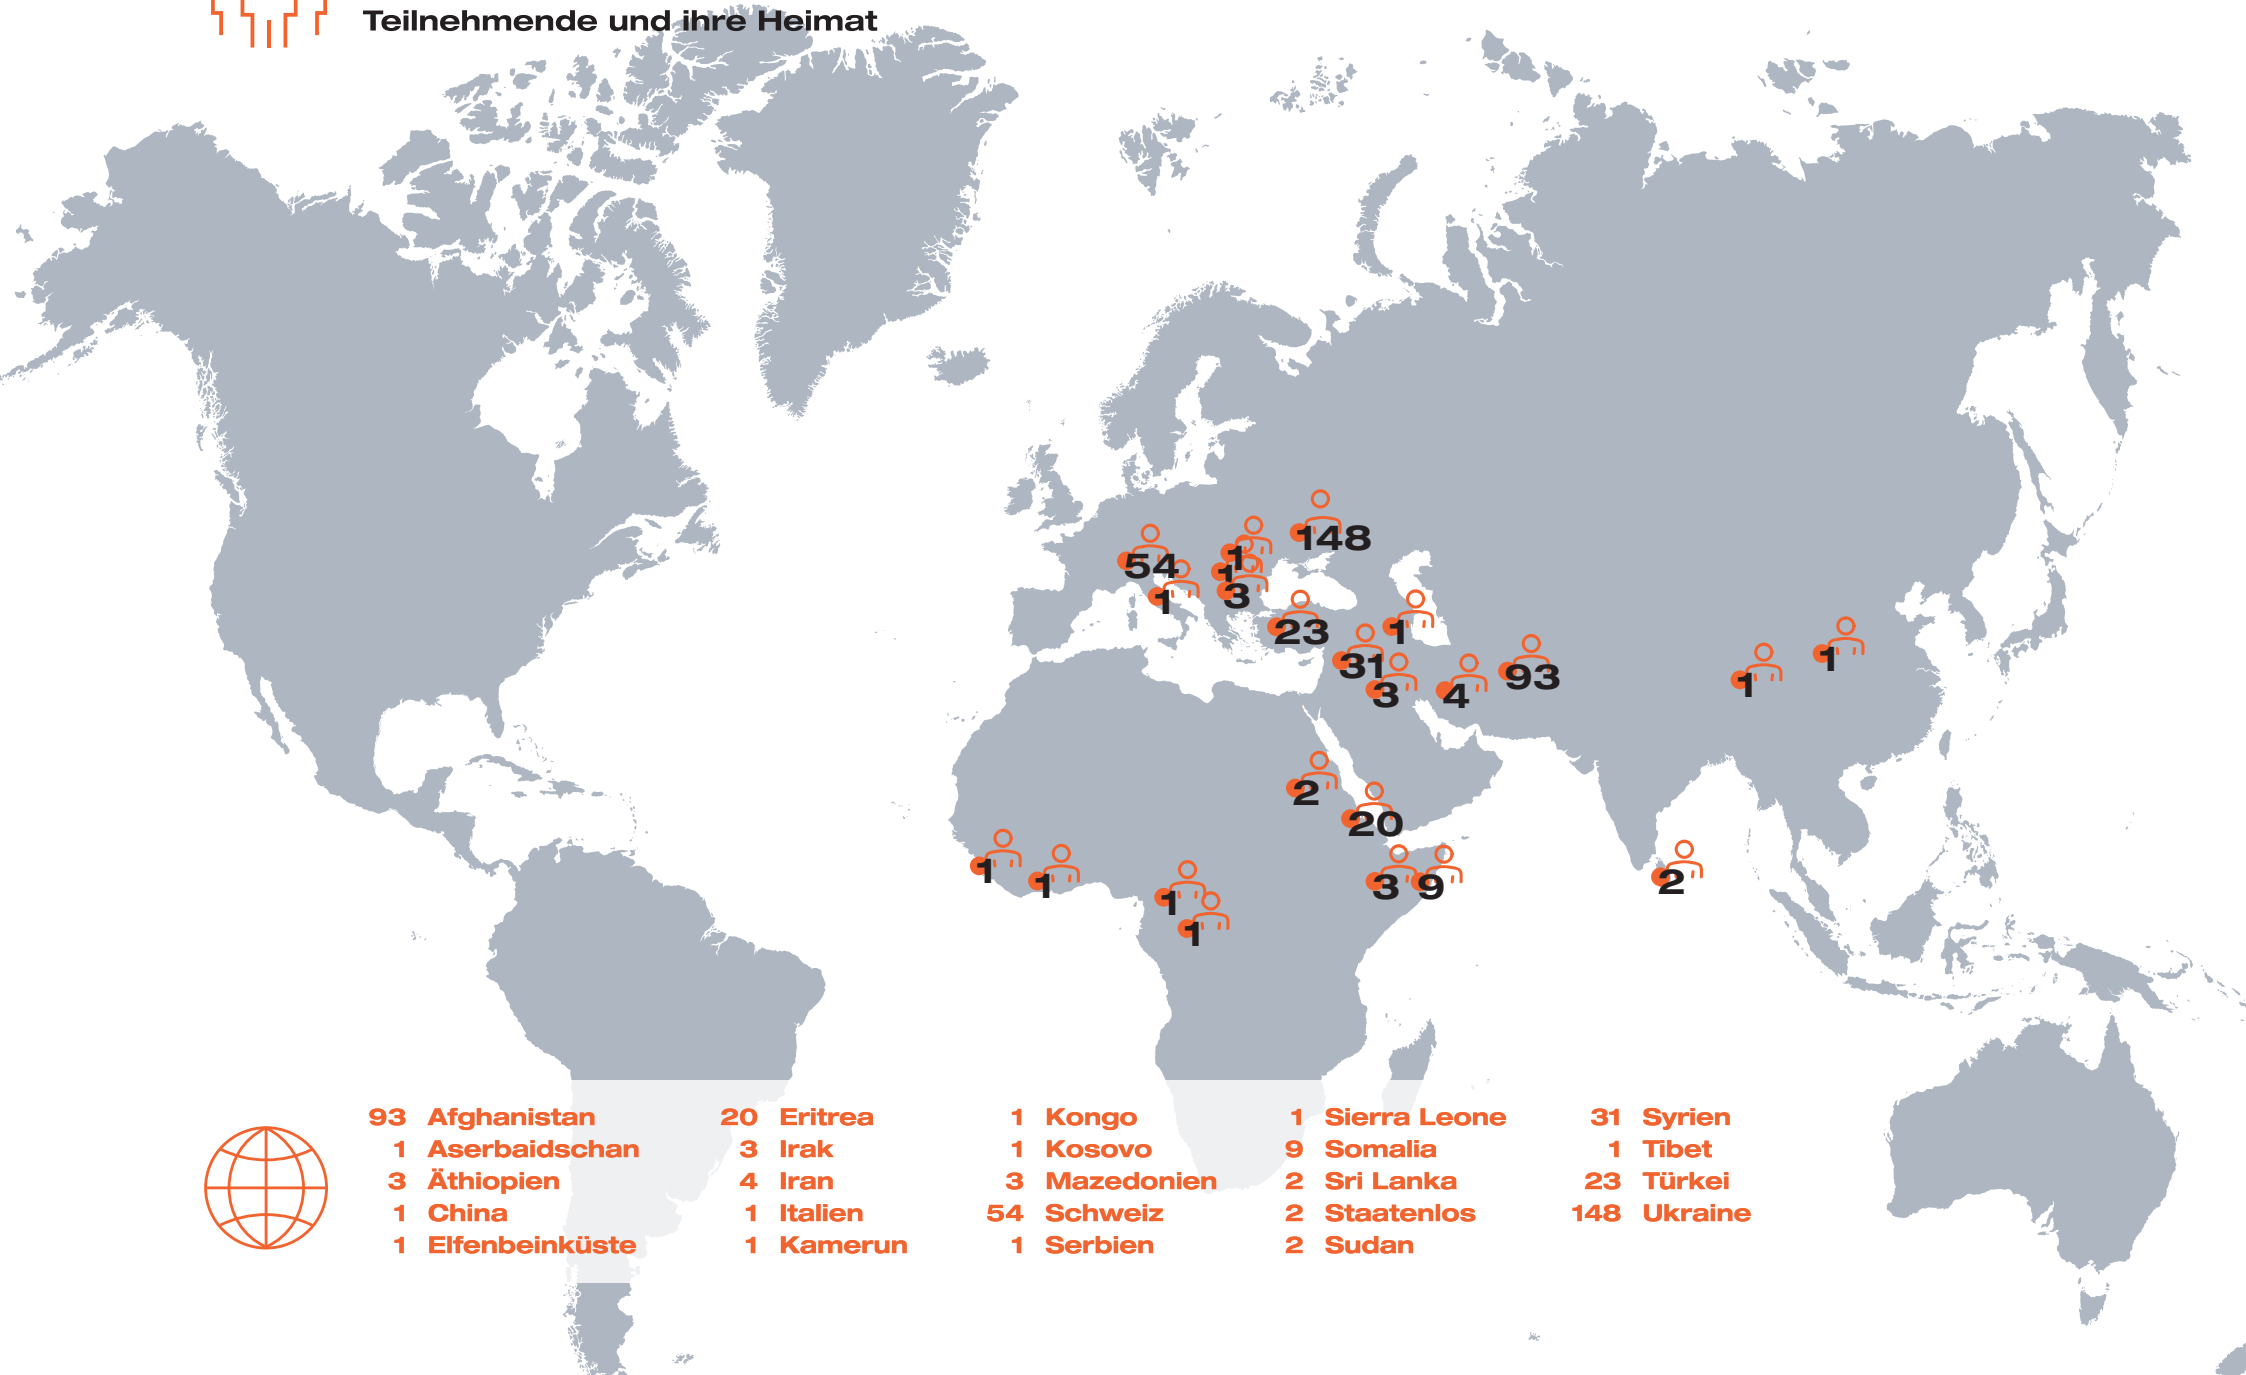 Teilnehmende und ihre Heimat
148
1
54
1
1
3
23
1
31
3
4
93
1
1
2
20
1
1
1
1
3
9
2
93 Afghanistan
1 Aserbaidschan
3 Äthiopien
1 China
1 Elfenbeinküste
20 Eritrea
3 Irak
4 Iran
1 Italien
1 Kamerun
1 Kongo
1 Kosovo
3 Mazedonien
54 Schweiz
1 Serbien
1 Sierra Leone
9 Somalia
2 Sri Lanka
2 Staatenlos
2 Sudan
31 Syrien
1 Tibet
23 Türkei
148 Ukraine